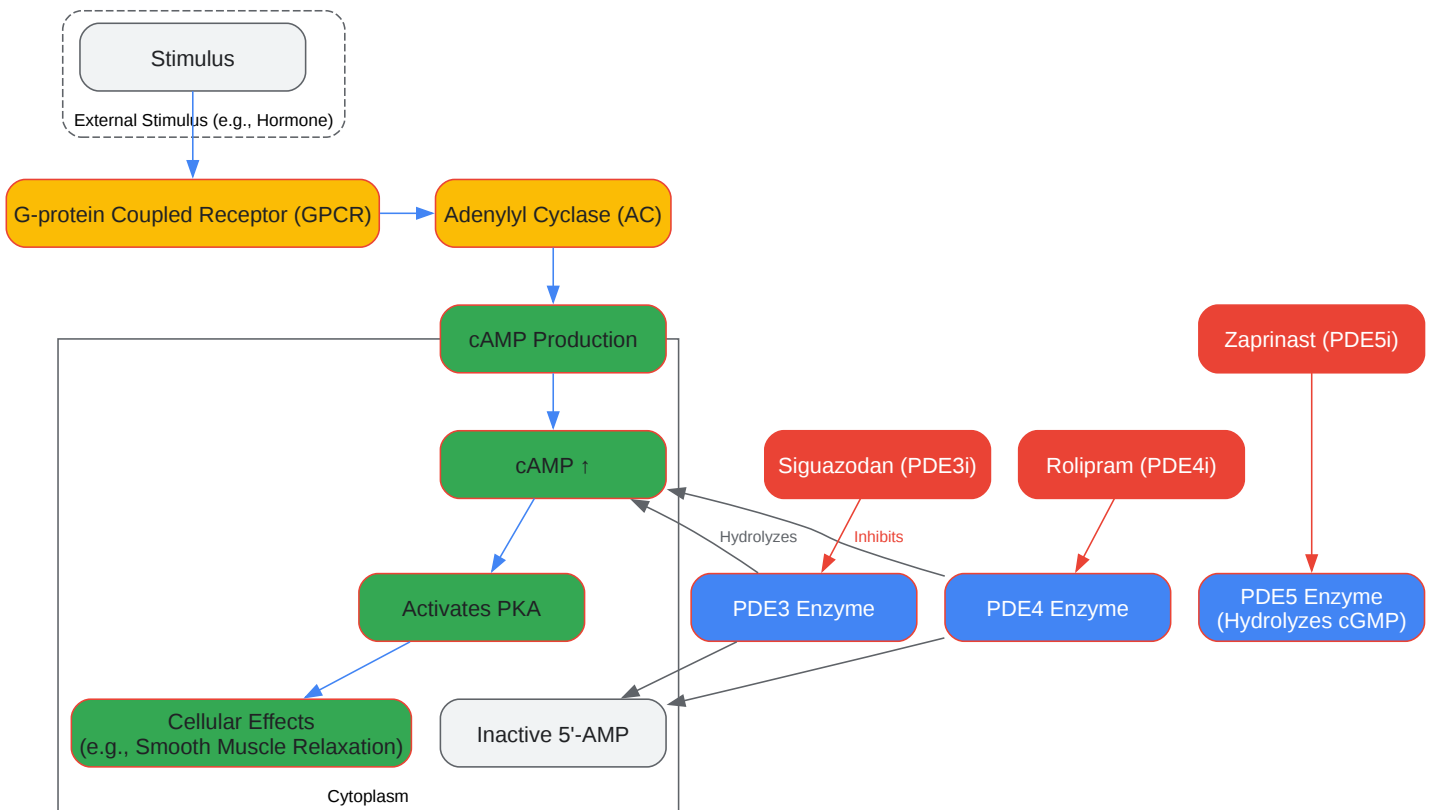 Stimulus
External Stimulus (e.g., Hormone)
G-protein Coupled Receptor (GPCR)
Adenylyl Cyclase (AC)
cAMP Production
Zaprinast (PDE5i)
cAMP ↑
Siguazodan (PDE3i)
Rolipram (PDE4i)
Hydrolyzes
Inhibits
Activates PKA
PDE3 Enzyme
PDE4 Enzyme
PDE5 Enzyme
(Hydrolyzes cGMP)
Cellular Effects
(e.g., Smooth Muscle Relaxation)
Inactive 5'-AMP
Cytoplasm